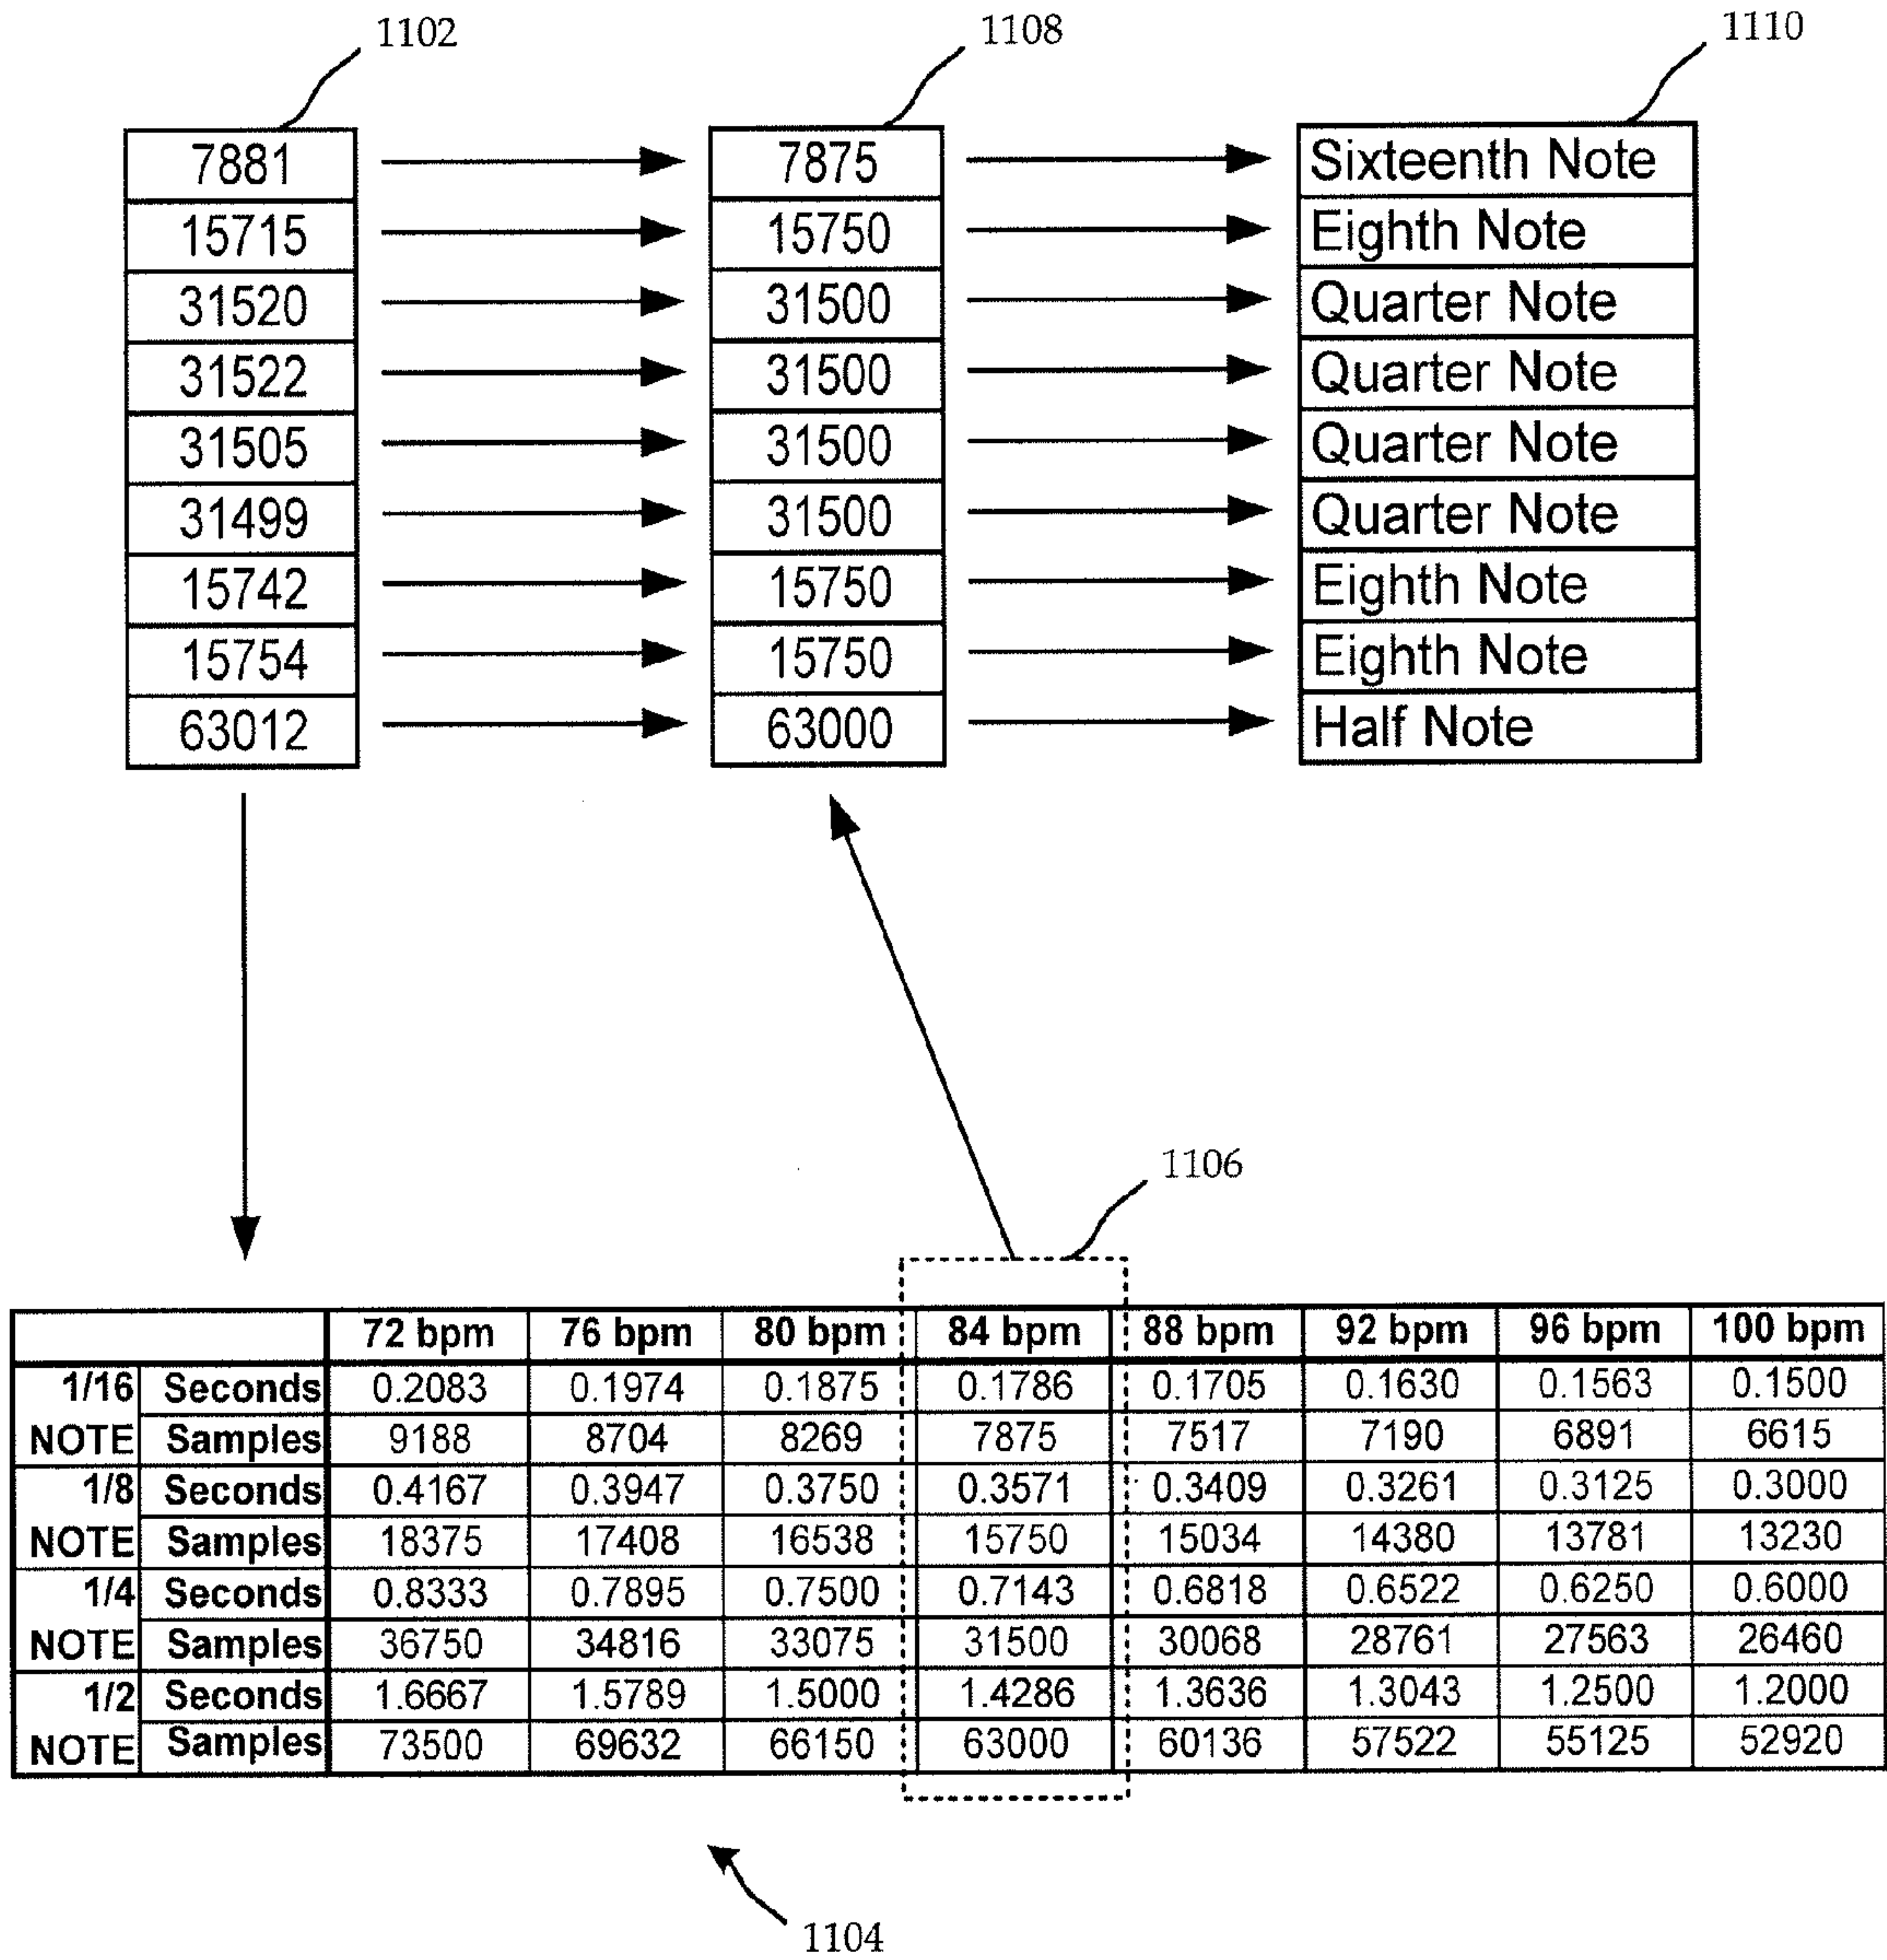 1102 1108 1110
7881 7875 Sixteenth Note
15715 15750 Eighth Note
31520 31500 Quarter Note
31522 31500 Quarter Note
31505 31500 Quarter Note
31499 31500 Quarter Note
15742 15750 Eighth Note
15754 15750 Eighth Note
63012 63000 Half Note
1106
72 bpm 76 bpm 80 bpm 84 bpm 88 bpm 92 bpm 96 bpm 100 bpm
1/16 Seconds 0.2083 0.1974 0.1875 0.1786 0.1705 0.1630 0.1563 0.1500
NOTE Samples 9188 8704 8269 7875 7517 7190 6891 6615
1/8 Seconds 0.4167 0.3947 0.3750 0.3571 0.3409 0.3261 0.3125 0.3000
NOTE Samples 18375 17408 16538 15750 15034 14380 13781 13230
1/4 Seconds 0.8333 0.7895 0.7500 0.7143 0.6818 0.6522 0.6250 0.6000
NOTE Samples 36750 34816 33075 31500 30068 28761 27563 26460
1/2 Seconds 1.6667 1.5789 1.5000 1.4286 1.3636 1.3043 1.2500 1.2000
NOTE Samples 73500 69632 66150 63000 60136 57522 55125 52920
1104